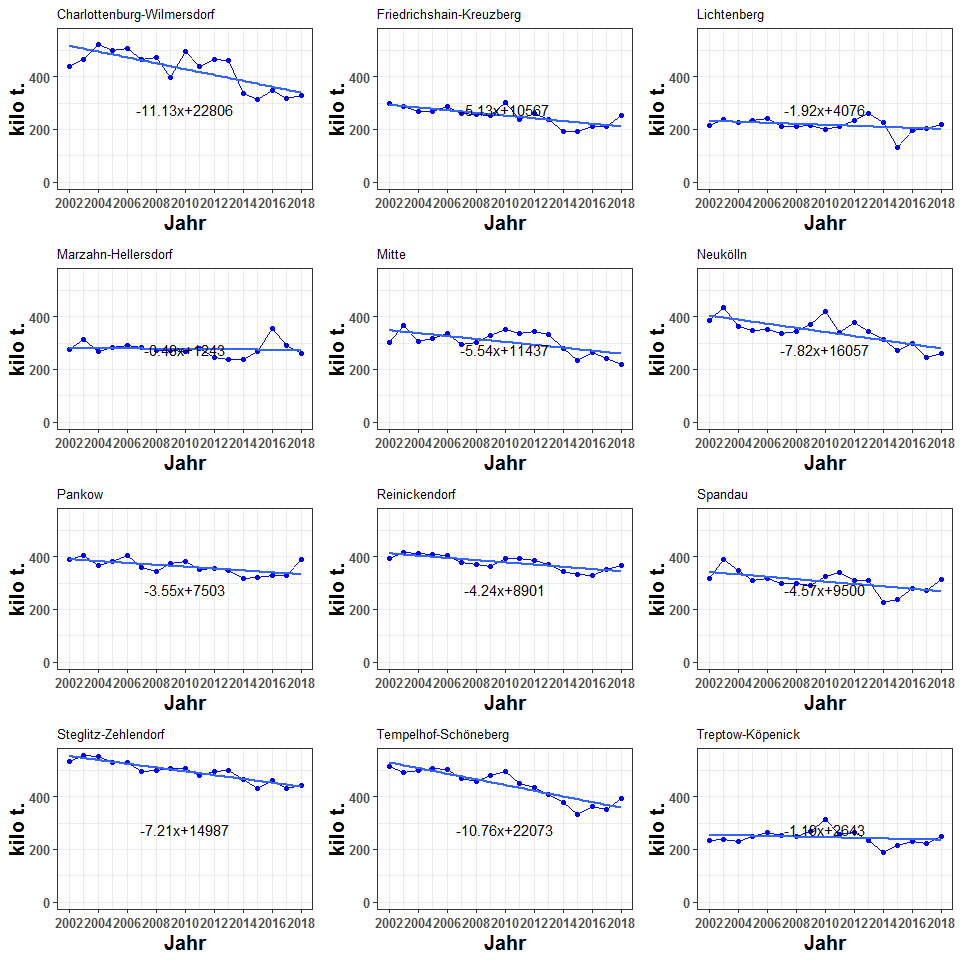 Charlottenburg-Wilmersdorf
Friedrichshain-Kreuzberg
Lichtenberg
kilo t.
400
200
0
-11.13x+22806
2002 2004 2006 2008 2010 2012 2014 2016 2018
Jahr
kilo t.
400
200
0
-5.13x+10567
2002 2004 2006 2008 2010 2012 2014 2016 2018
Jahr
kilo t.
400
200
0
-1.92x+4076
2002 2004 2006 2008 2010 2012 2014 2016 2018
Jahr
Marzahn-Hellersdorf
Mitte
Neukölln
kilo t.
400
200
0
-0.48x+1243
2002 2004 2006 2008 2010 2012 2014 2016 2018
Jahr
kilo t.
400
200
0
-5.54x+11437
2002 2004 2006 2008 2010 2012 2014 2016 2018
Jahr
kilo t.
400
200
0
-7.82x+16057
2002 2004 2006 2008 2010 2012 2014 2016 2018
Jahr
Pankow
Reinickendorf
Spandau
kilo t.
400
200
0
-3.55x+7503
2002 2004 2006 2008 2010 2012 2014 2016 2018
Jahr
kilo t.
400
200
0
-4.24x+8901
2002 2004 2006 2008 2010 2012 2014 2016 2018
Jahr
kilo t.
400
200
0
-4.57x+9500
2002 2004 2006 2008 2010 2012 2014 2016 2018
Jahr
Steglitz-Zehlendorf
Tempelhof-Schöneberg
Treptow-Köpenick
kilo t.
400
200
0
-7.21x+14987
2002 2004 2006 2008 2010 2012 2014 2016 2018
Jahr
kilo t.
400
200
0
-10.76x+22073
2002 2004 2006 2008 2010 2012 2014 2016 2018
Jahr
kilo t.
400
200
0
2002 2004 2006 2008 2010 2012 2014 2016 2018
Jahr